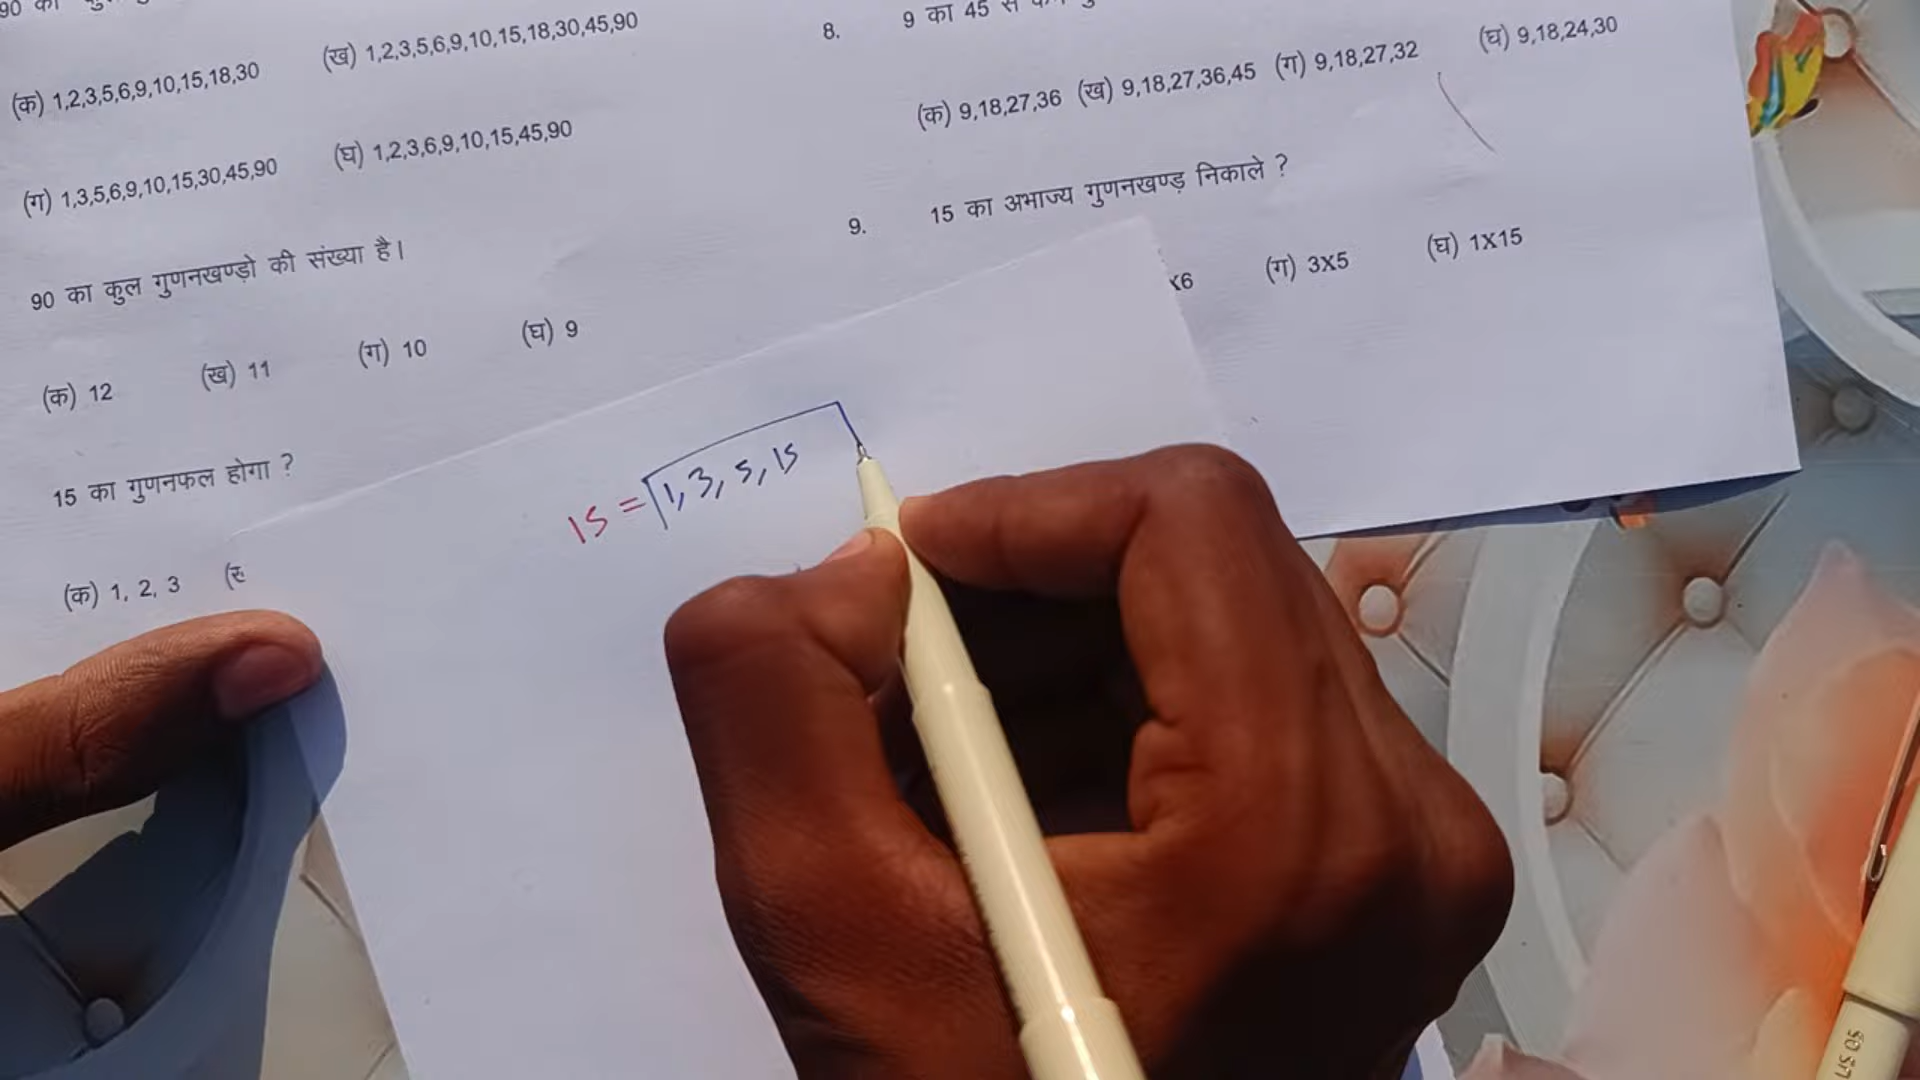 90
(क) 1,2,3,5,6,9,10,15,18,30
(ख) 1,2,3,5,6,9,10,15,18,30,45,90
(ग) 1,3,5,6,9,10,15,30,45,90
(घ) 1,2,3,6,9,10,15,45,90
90 का कुल गुणनखण्डो की संख्या है।
(क) 12 (ख) 11 (ग) 10 (घ) 9
15 का गुणनफल होगा ?
(क) 1, 2, 3
8. 9 का 45 से
(क) 9,18,27,36 (ख) 9,18,27,36,45 (ग) 9,18,27,32 (घ) 9,18,24,30
9. 15 का अभाज्य गुणनखण्ड़ निकाले ?
x6 (ग) 3X5 (घ) 1X15
15 = 1, 3, 5, 15